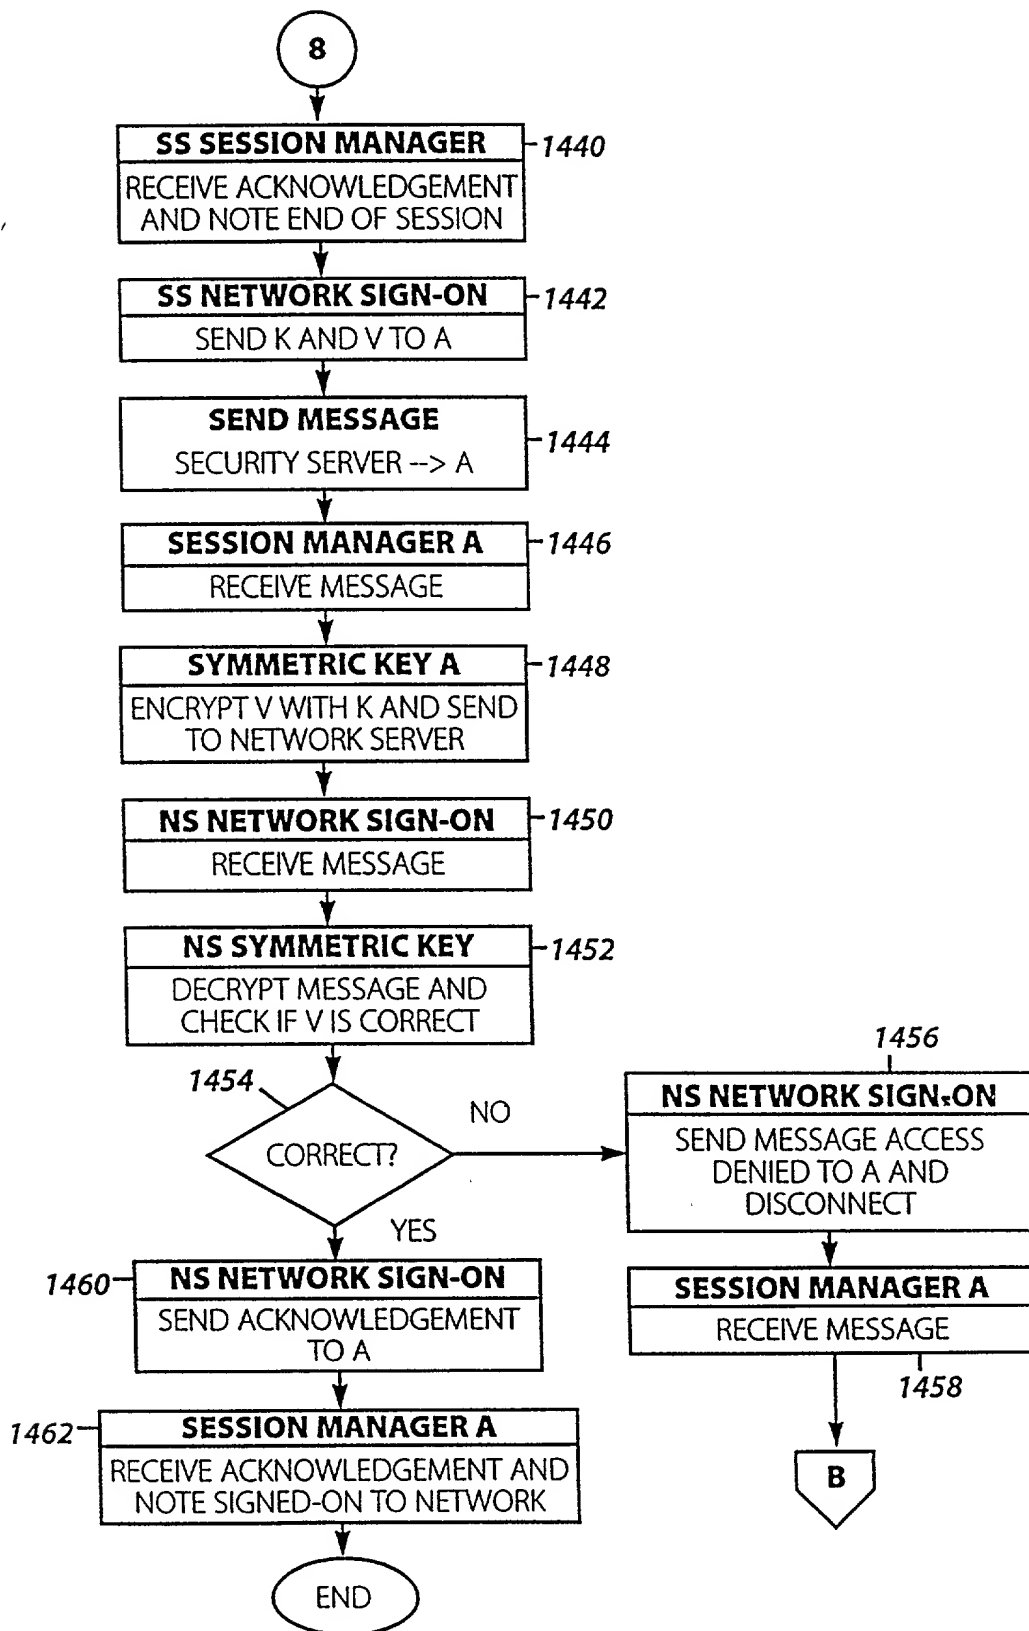 8
SS SESSION MANAGER
1440
RECEIVE ACKNOWLEDGEMENT
AND NOTE END OF SESSION
SS NETWORK SIGN-ON
1442
SEND K AND V TO A
SEND MESSAGE
1444
SECURITY SERVER --> A
SESSION MANAGER A
1446
RECEIVE MESSAGE
SYMMETRIC KEY A
1448
ENCRYPT V WITH K AND SEND
TO NETWORK SERVER
NS NETWORK SIGN-ON
1450
RECEIVE MESSAGE
NS SYMMETRIC KEY
1452
DECRYPT MESSAGE AND
CHECK IF V IS CORRECT
1454
CORRECT?
NO
YES
1456
NS NETWORK SIGN-ON
SEND MESSAGE ACCESS
DENIED TO A AND
DISCONNECT
SESSION MANAGER A
RECEIVE MESSAGE
1458
B
1460
NS NETWORK SIGN-ON
SEND ACKNOWLEDGEMENT
TO A
1462
SESSION MANAGER A
RECEIVE ACKNOWLEDGEMENT AND
NOTE SIGNED-ON TO NETWORK
END